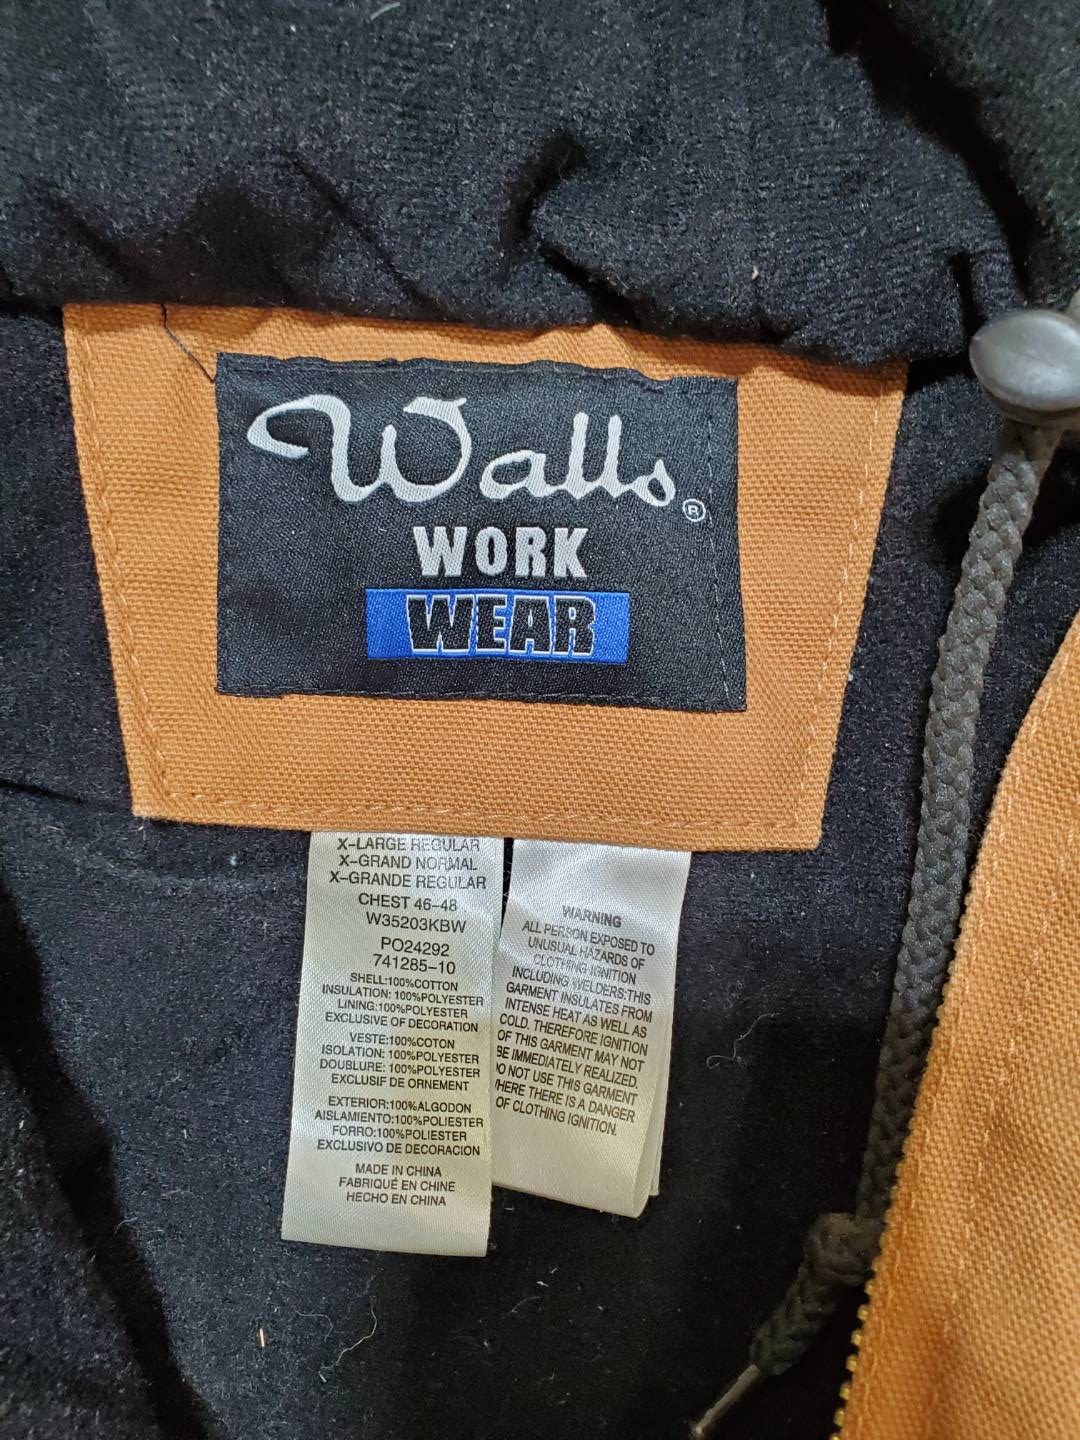 Walls®
WORK
WEAR
X-LARGE REGULAR
X-GRAND NORMAL
X-GRANDE REGULAR
CHEST 46-48
W35203KBW
PO24292
741285-10
SHELL:100%COTTON
INSULATION: 100%POLYESTER
LINING:100%POLYESTER
EXCLUSIVE OF DECORATION
VESTE:100%COTON
ISOLATION: 100%POLYESTER
DOUBLURE: 100%POLYESTER
EXCLUSIF DE ORNEMENT
EXTERIOR:100%ALGODON
AISLAMIENTO:100%POLIESTER
FORRO:100%POLIESTER
EXCLUSIVO DE DECORACION
MADE IN CHINA
FABRIQUÉ EN CHINE
HECHO EN CHINA
WARNING
ALL PERSON EXPOSED TO
UNUSUAL HAZARDS OF
CLOTHING IGNITION
INCLUDING WELDERS:THIS
GARMENT INSULATES FROM
INTENSE HEAT AS WELL AS
COLD. THEREFORE IGNITION
OF THIS GARMENT MAY NOT
BE IMMEDIATELY REALIZED.
DO NOT USE THIS GARMENT
WHERE THERE IS A DANGER
OF CLOTHING IGNITION.